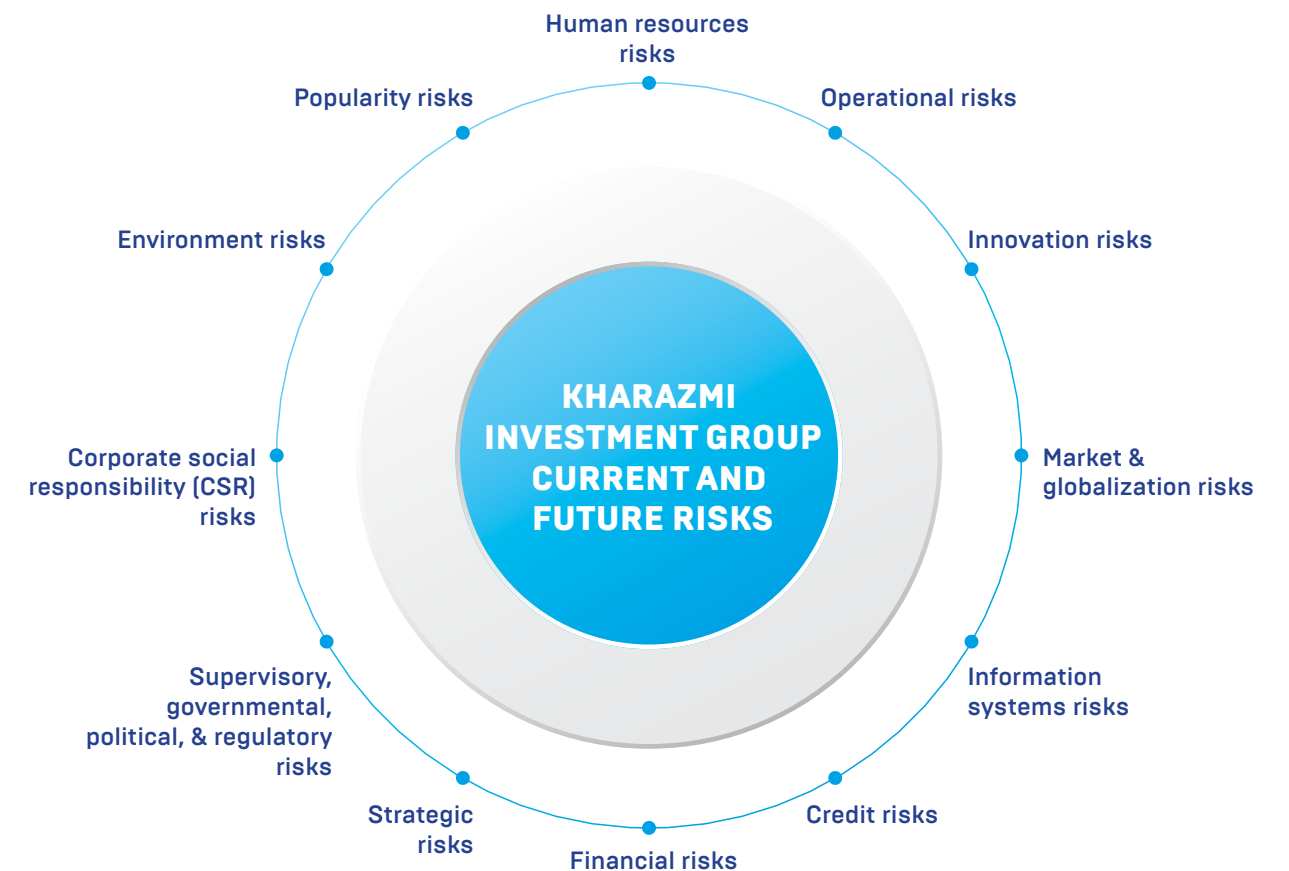 Human resources
risks
Operational risks
Innovation risks
Market &
globalization risks
Information
systems risks
Credit risks
Financial risks
Strategic
risks
Supervisory,
governmental,
political, & regulatory
risks
Corporate social
responsibility (CSR)
risks
Environment risks
Popularity risks
KHARAZMI
INVESTMENT GROUP
CURRENT AND
FUTURE RISKS